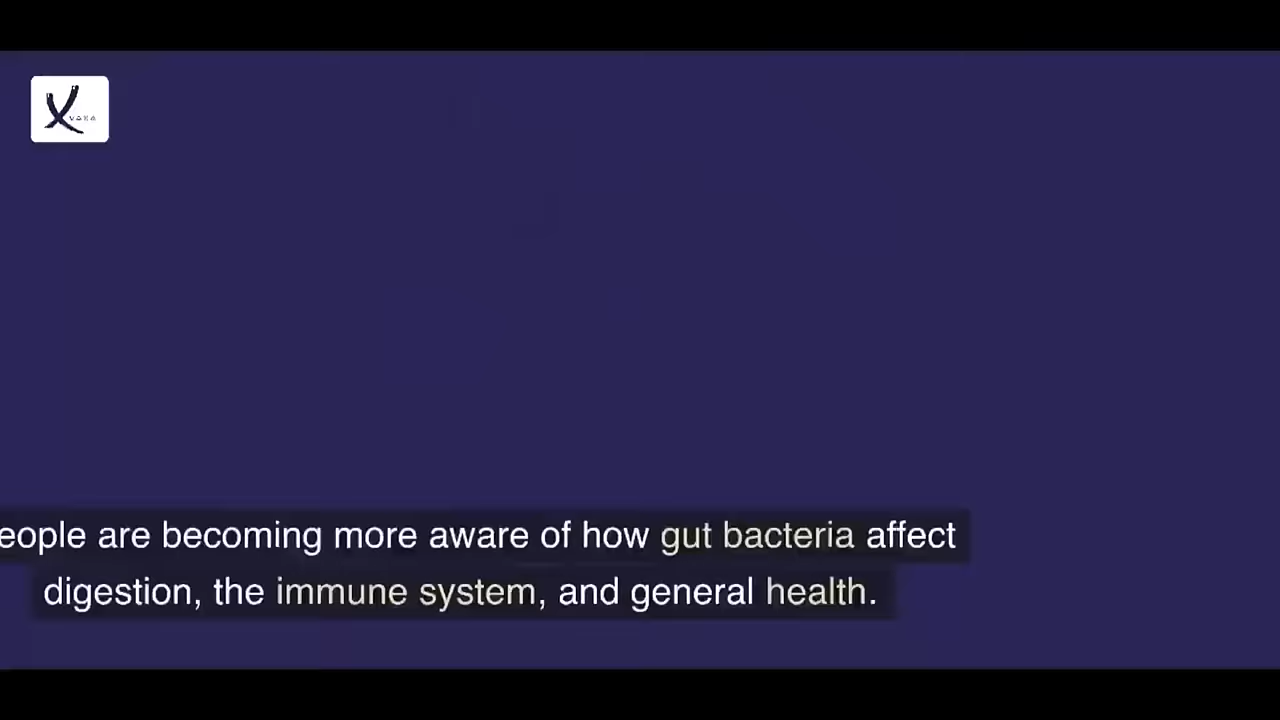 X
eople are becoming more aware of how gut bacteria affect
digestion, the immune system, and general health.